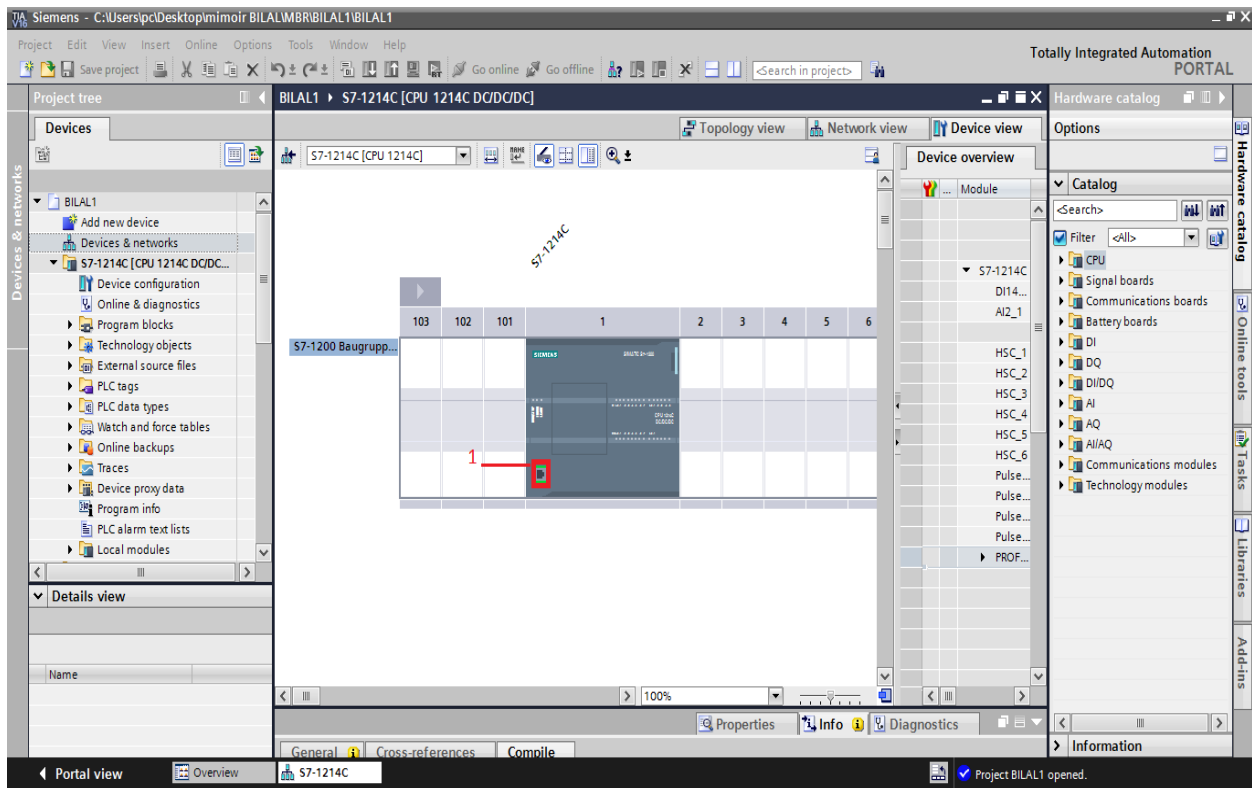 Siemens - C:\Users\pc\Desktop\mimoir BILAL\MBR\BILAL1\BILAL1
Project Edit View Insert Online Options Tools Window Help
Totally Integrated Automation
PORTAL
Save project Go online Go offline <Search in project>
Project tree
BILAL1 ▸ S7-1214C [CPU 1214C DC/DC/DC]
Hardware catalog
Devices
Topology view Network view Device view
Options
S7-1214C [CPU 1214C]
Device overview
... Module
Catalog
<Search>
Filter <All>
BILAL1
Add new device
Devices & networks
S7-1214C [CPU 1214C DC/DC...
Device configuration
Online & diagnostics
Program blocks
Technology objects
External source files
PLC tags
PLC data types
Watch and force tables
Online backups
Traces
Device proxy data
Program info
PLC alarm text lists
Local modules
S7-1214C
103 102 101 1 2 3 4 5 6
S7-1200 Baugrupp...
SIEMENS
1
S7-1214C
DI14...
AI2_1
HSC_1
HSC_2
HSC_3
HSC_4
HSC_5
HSC_6
Pulse...
Pulse...
Pulse...
Pulse...
PROF...
CPU
Signal boards
Communications boards
Battery boards
DI
DQ
DI/DQ
AI
AQ
AI/AQ
Communications modules
Technology modules
Devices & networks
Hardware catalog
Online tools
Tasks
Libraries
Add-ins
Details view
Name
100%
Properties Info Diagnostics
General Cross-references Compile
Information
Portal view Overview S7-1214C Project BILAL1 opened.